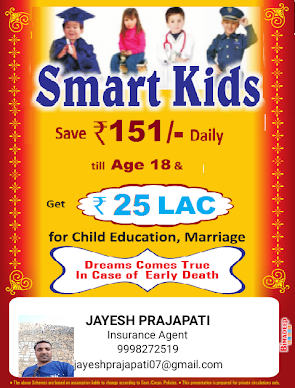 Smart Kids
Save ₹151/- Daily
till Age 18 &
Get ₹ 25 LAC
for Child Education, Marriage
Dreams Comes True
In Case of Early Death
JAYESH PRAJAPATI
Insurance Agent
9998272519
jayeshprajapati07@gmail.com